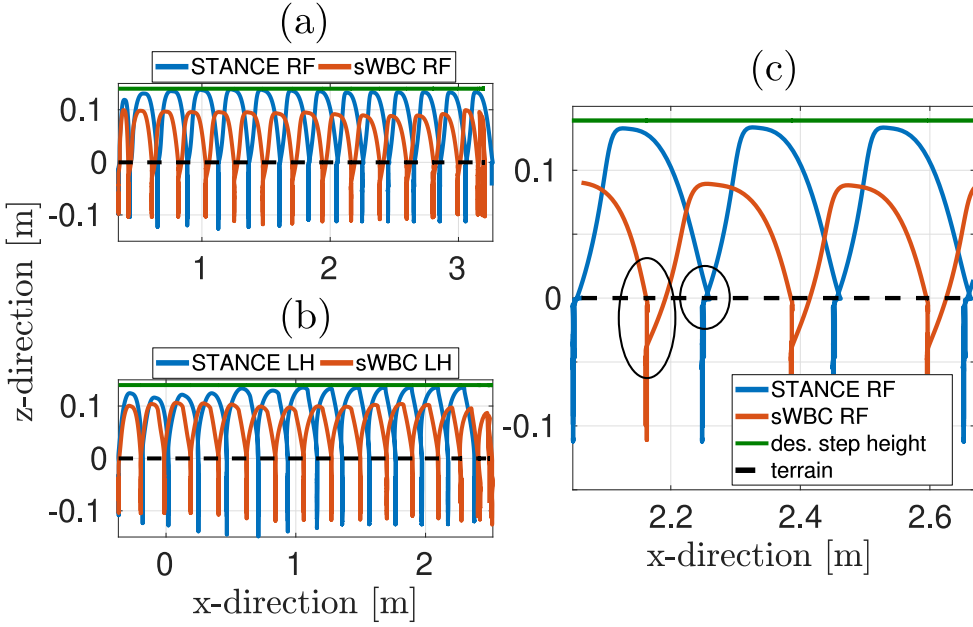 (a)
STANCE RF sWBC RF
0.1
0
-0.1
1 2 3
(b)
STANCE LH sWBC LH
0.1
0
-0.1
0 1 2
x-direction [m]
z-direction [m]
(c)
0.1
0
-0.1
STANCE RF
sWBC RF
des. step height
terrain
2.2 2.4 2.6
x-direction [m]